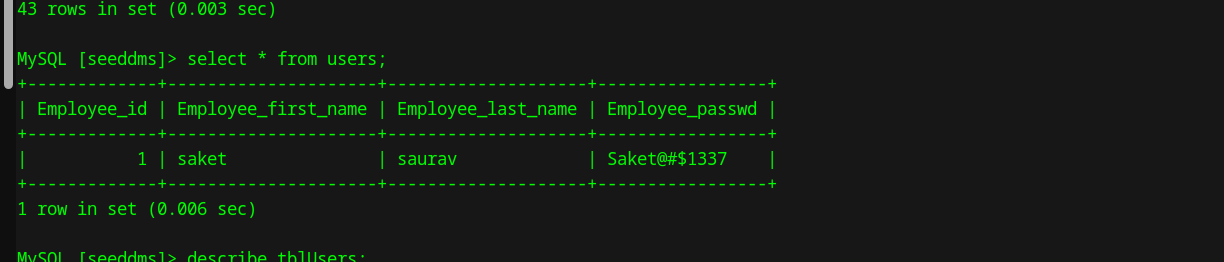 43 rows in set (0.003 sec)
MySQL [seeddms]> select * from users;
+-------------+---------------------+--------------------+-----------------+
| Employee_id | Employee_first_name | Employee_last_name | Employee_passwd |
+-------------+---------------------+--------------------+-----------------+
|           1 | saket               | saurav             | Saket@#$1337    |
+-------------+---------------------+--------------------+-----------------+
1 row in set (0.006 sec)
MySQL [seeddms]> describe tblUsers;